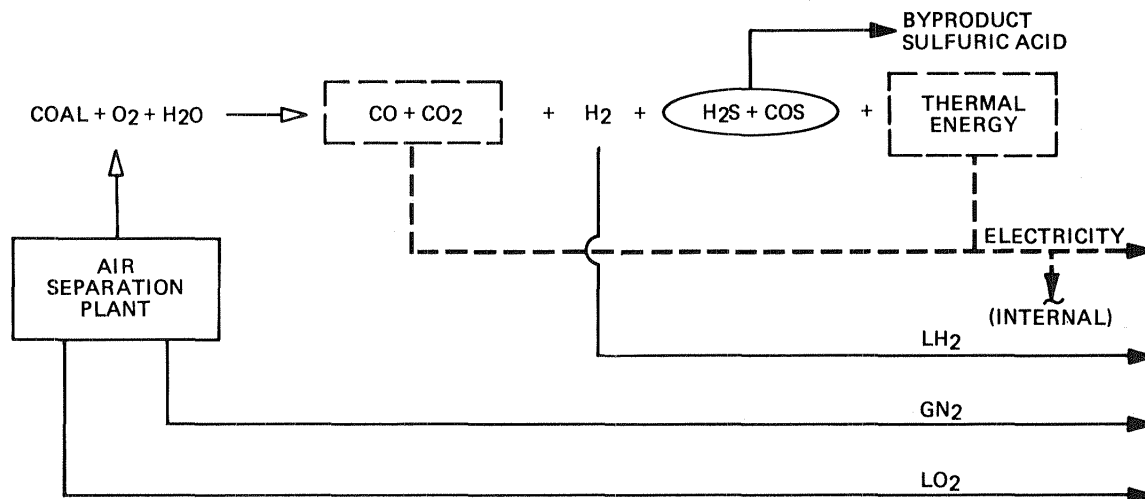 BYPRODUCT
SULFURIC ACID
COAL + O2 + H2O
CO + CO2
+ H2 +
H2S + COS
+
THERMAL
ENERGY
ELECTRICITY
(INTERNAL)
AIR
SEPARATION
PLANT
LH2
GN2
LO2